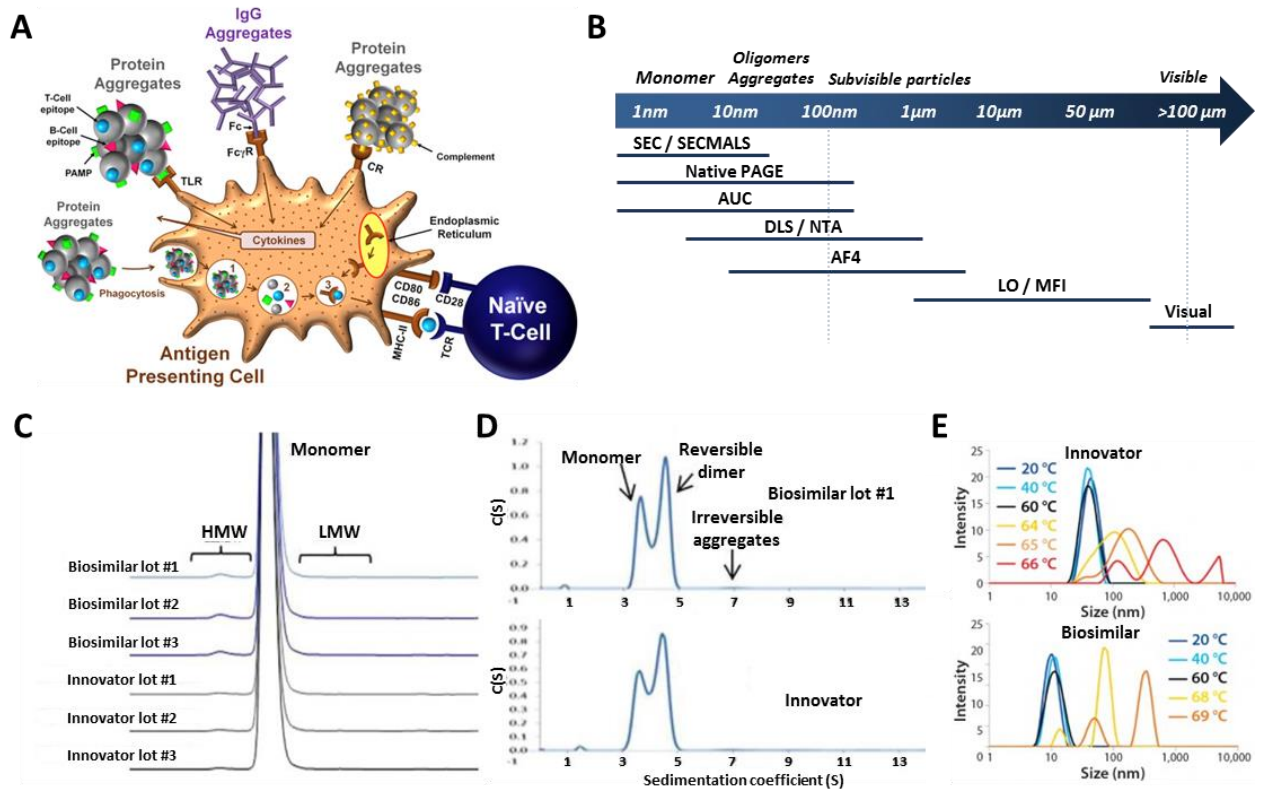 A
IgG
Aggregates
Protein
Aggregates
Protein
Aggregates
T-Cell
epitope
B-Cell
epitope
PAMP
TLR
Fc
FcγR
CR
Complement
Protein
Aggregates
Phagocytosis
Cytokines
Endoplasmic
Reticulum
1
2
3
CD80
CD86
CD28
MHC-II
TCR
Naïve
T-Cell
Antigen
Presenting Cell
B
Monomer
Oligomers
Aggregates
Subvisible particles
Visible
1nm 10nm 100nm 1μm 10μm 50 μm >100 μm
SEC / SECMALS
Native PAGE
AUC
DLS / NTA
AF4
LO / MFI
Visual
C
Monomer
HMW
LMW
Biosimilar lot #1
Biosimilar lot #2
Biosimilar lot #3
Innovator lot #1
Innovator lot #2
Innovator lot #3
D
C(S)
1.2
1.0
0.8
0.6
0.4
0.2
0.0
Monomer
Reversible
dimer
Biosimilar lot #1
Irreversible
aggregates
-1 1 3 5 7 9 11 13
C(S)
0.9
0.8
0.7
0.6
0.5
0.4
0.3
0.2
0.1
0.0
Innovator
-1 1 3 5 7 9 11 13
Sedimentation coefficient (S)
E
Innovator
Intensity
25
20
15
10
5
0
20 °C
40 °C
60 °C
64 °C
65 °C
66 °C
1 10 100 1,000 10,000
Size (nm)
Biosimilar
Intensity
25
20
15
10
5
0
20 °C
40 °C
60 °C
68 °C
69 °C
0 1 10 100 1,000 10,000
Size (nm)